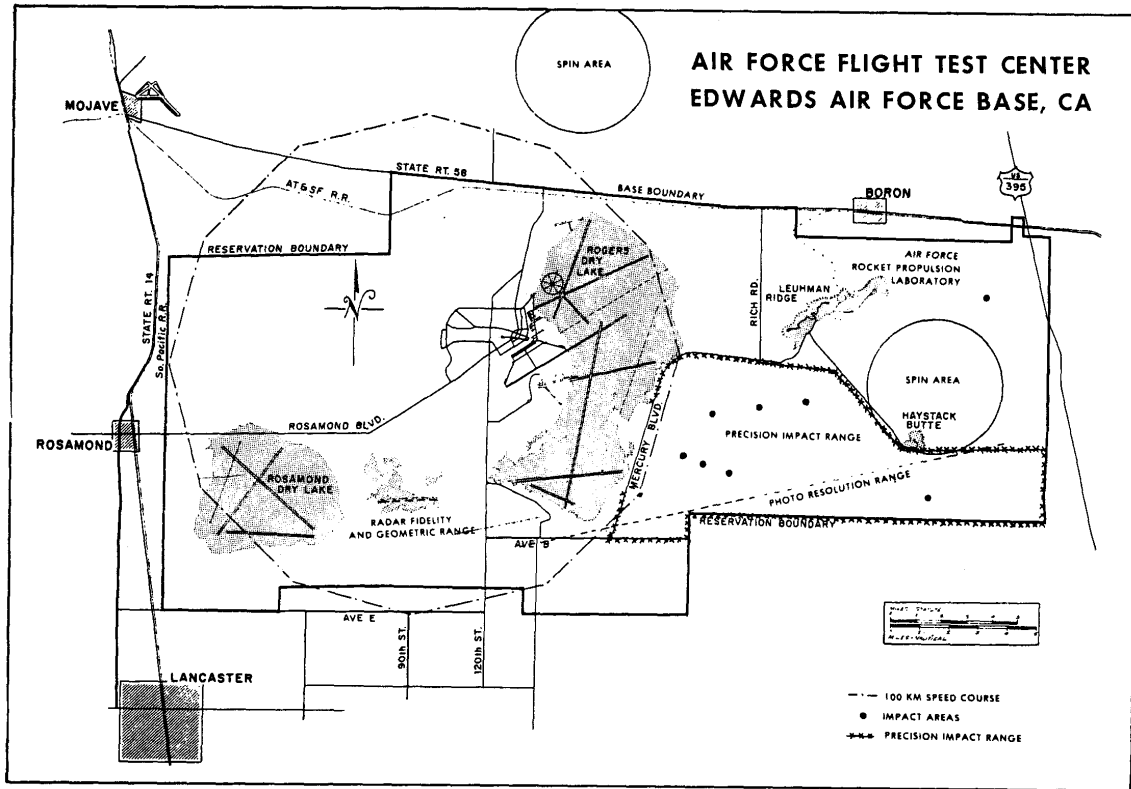 AIR FORCE FLIGHT TEST CENTER
EDWARDS AIR FORCE BASE, CA
SPIN AREA
MOJAVE
STATE RT. 58
AT & SF R.R.
BASE BOUNDARY
BORON
US
395
RESERVATION BOUNDARY
ROGERS
DRY
LAKE
AIR FORCE
ROCKET PROPULSION
LABORATORY
LEUHMAN
RIDGE
RICH RD.
N
STATE RT. 14
So. Pacific R.R.
SPIN AREA
ROSAMOND
ROSAMOND BLVD.
HAYSTACK
BUTTE
MERCURY BLVD.
PRECISION IMPACT RANGE
ROSAMOND
DRY LAKE
RADAR FIDELITY
AND GEOMETRIC RANGE
PHOTO RESOLUTION RANGE
RESERVATION BOUNDARY
AVE B
AVE E
90th ST.
120th ST.
LANCASTER
MILES - STATUTE
MILES - NAUTICAL
100 KM SPEED COURSE
IMPACT AREAS
PRECISION IMPACT RANGE